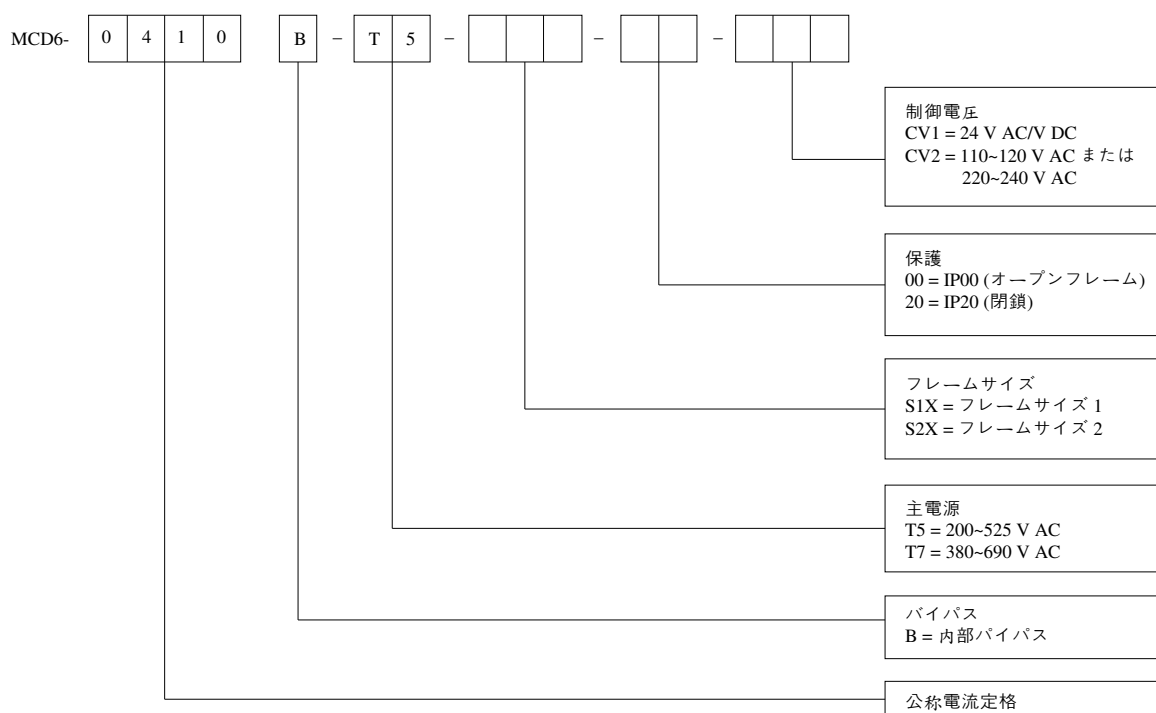 MCD6- 0 4 1 0 B – T 5 – – –
制御電圧
CV1 = 24 V AC/V DC
CV2 = 110~120 V AC または
220~240 V AC
保護
00 = IP00 (オープンフレーム)
20 = IP20 (閉鎖)
フレームサイズ
S1X = フレームサイズ 1
S2X = フレームサイズ 2
主電源
T5 = 200~525 V AC
T7 = 380~690 V AC
バイパス
B = 内部バイパス
公称電流定格